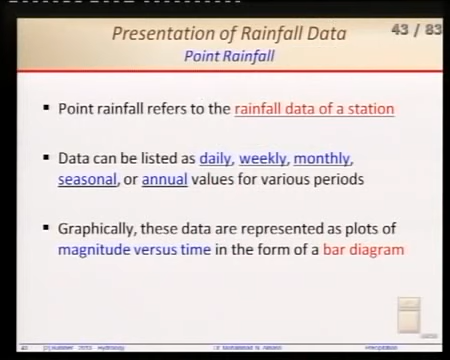 Presentation of Rainfall Data
43 / 83
Point Rainfall
▪ Point rainfall refers to the rainfall data of a station
▪ Data can be listed as daily, weekly, monthly,
seasonal, or annual values for various periods
▪ Graphically, these data are represented as plots of
magnitude versus time in the form of a bar diagram
Hydrology
Precipitation